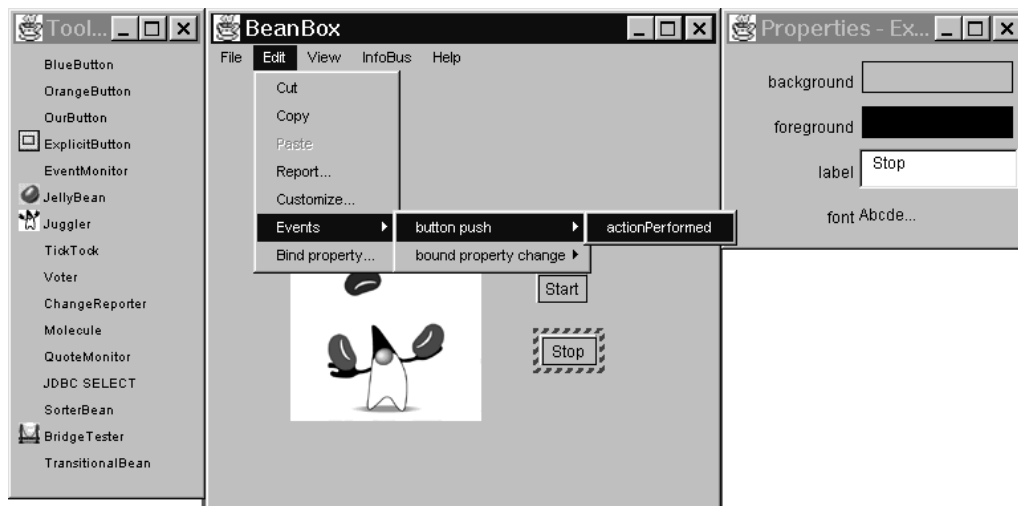 Tool...
BlueButton
OrangeButton
OurButton
ExplicitButton
EventMonitor
JellyBean
Juggler
TickTock
Voter
ChangeReporter
Molecule
QuoteMonitor
JDBC SELECT
SorterBean
BridgeTester
TransitionalBean
BeanBox
File Edit View InfoBus Help
Cut
Copy
Paste
Report...
Customize...
Events button push actionPerformed
Bind property... bound property change
Start
Stop
Properties - Ex...
background
foreground
label Stop
font Abcde...